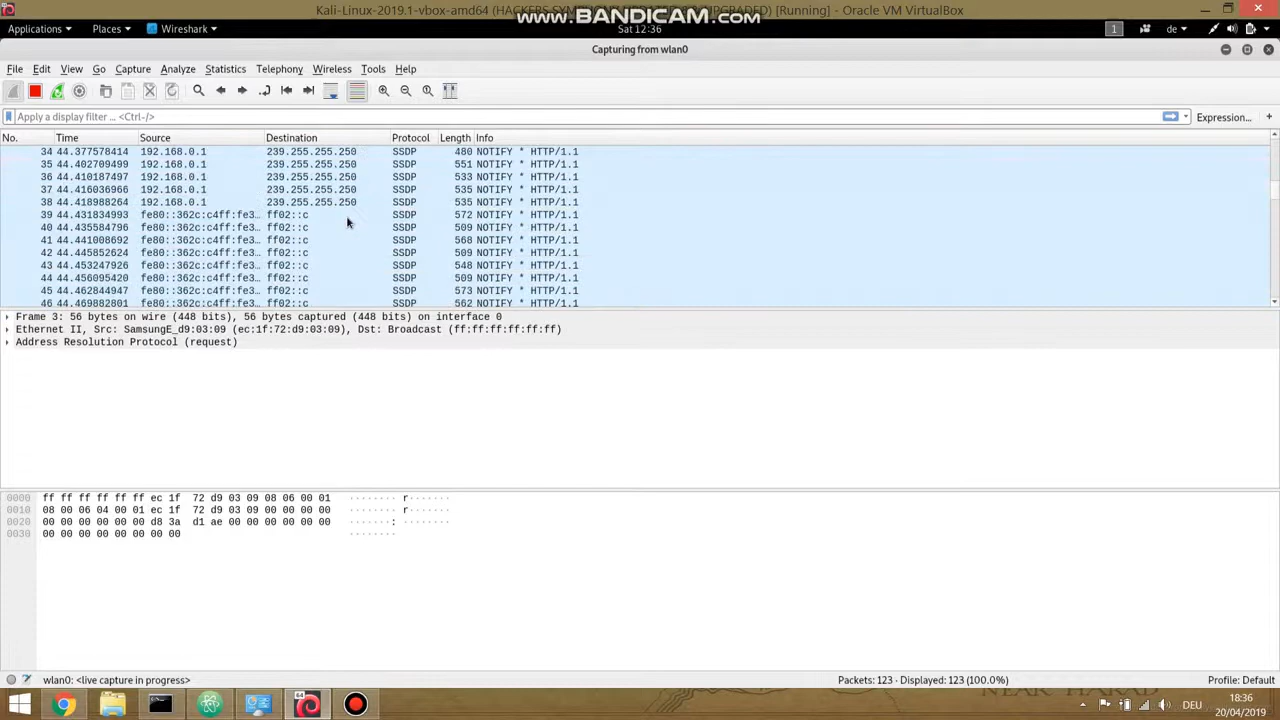 Kali-Linux-2019.1-vbox-amd64 (HACKERS SYMPHONY [Running] - Oracle VM VirtualBox
www.BANDICAM.com
Applications Places Wireshark Sat 12:36 1 de
Capturing from wlan0
File Edit View Go Capture Analyze Statistics Telephony Wireless Tools Help
Apply a display filter ... <Ctrl-/> Expression... +
No. Time Source Destination Protocol Length Info
34 44.377578414 192.168.0.1 239.255.255.250 SSDP 480 NOTIFY * HTTP/1.1
35 44.402709499 192.168.0.1 239.255.255.250 SSDP 551 NOTIFY * HTTP/1.1
36 44.410187497 192.168.0.1 239.255.255.250 SSDP 533 NOTIFY * HTTP/1.1
37 44.416036966 192.168.0.1 239.255.255.250 SSDP 535 NOTIFY * HTTP/1.1
38 44.418988264 192.168.0.1 239.255.255.250 SSDP 502 NOTIFY * HTTP/1.1
39 44.431834993 fe80::362c:c4ff:fe3… ff02::c SSDP 572 NOTIFY * HTTP/1.1
40 44.435584796 fe80::362c:c4ff:fe3… ff02::c SSDP 509 NOTIFY * HTTP/1.1
41 44.441008692 fe80::362c:c4ff:fe3… ff02::c SSDP 568 NOTIFY * HTTP/1.1
42 44.445852624 fe80::362c:c4ff:fe3… ff02::c SSDP 509 NOTIFY * HTTP/1.1
43 44.453247926 fe80::362c:c4ff:fe3… ff02::c SSDP 548 NOTIFY * HTTP/1.1
44 44.456095420 fe80::362c:c4ff:fe3… ff02::c SSDP 509 NOTIFY * HTTP/1.1
45 44.462844947 fe80::362c:c4ff:fe3… ff02::c SSDP 573 NOTIFY * HTTP/1.1
46 44.469882801 fe80::362c:c4ff:fe3… ff02::c SSDP 562 NOTIFY * HTTP/1.1
Frame 3: 56 bytes on wire (448 bits), 56 bytes captured (448 bits) on interface 0
Ethernet II, Src: SamsungE_d9:03:09 (ec:1f:72:d9:03:09), Dst: Broadcast (ff:ff:ff:ff:ff:ff)
Address Resolution Protocol (request)
0000 ff ff ff ff ff ff ec 1f 72 d9 03 09 08 06 00 01 ········ r·······
0010 08 00 06 04 00 01 ec 1f 72 d9 03 09 00 00 00 00 ········ r·······
0020 00 00 00 00 00 00 d8 3a d1 ae 00 00 00 00 00 00 ·······: ········
0030 00 00 00 00 00 00 00 00 ········
wlan0: <live capture in progress> Packets: 123 · Displayed: 123 (100.0%) Profile: Default
NEAR HARAD
DEU
18:36
20/04/2019